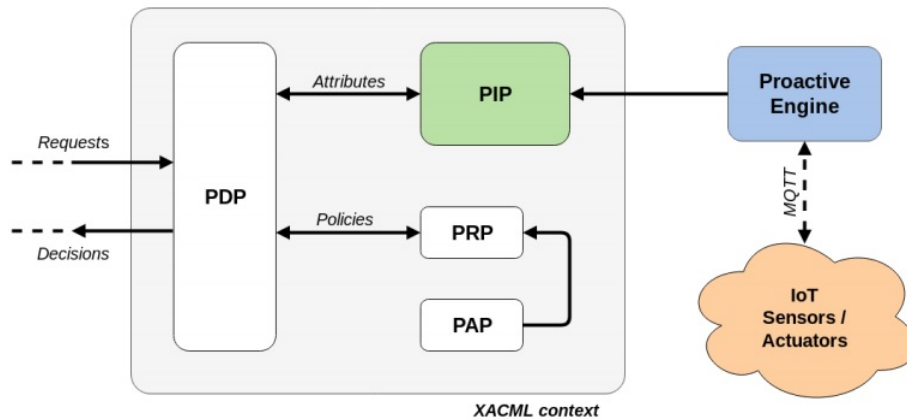 Attributes
PIP
Proactive
Engine
Requests
PDP
MQTT
Policies
PRP
Decisions
IoT
Sensors /
Actuators
PAP
XACML context